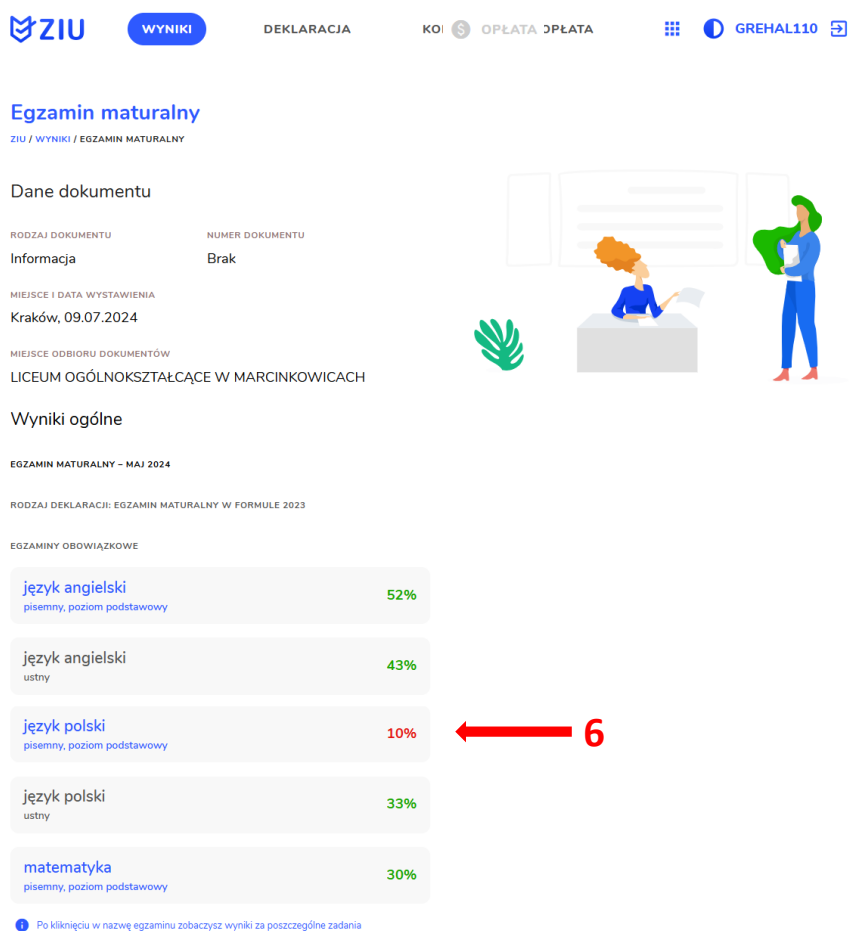 ZIU
WYNIKI
DEKLARACJA
KO
OPŁATA
OPŁATA
GREHAL110
Egzamin maturalny
ZIU / WYNIKI / EGZAMIN MATURALNY
Dane dokumentu
RODZAJ DOKUMENTU
NUMER DOKUMENTU
Informacja
Brak
MIEJSCE I DATA WYSTAWIENIA
Kraków, 09.07.2024
MIEJSCE ODBIORU DOKUMENTÓW
LICEUM OGÓLNOKSZTAŁCĄCE W MARCINKOWICACH
Wyniki ogólne
EGZAMIN MATURALNY – MAJ 2024
RODZAJ DEKLARACJI: EGZAMIN MATURALNY W FORMULE 2023
EGZAMINY OBOWIĄZKOWE
język angielski
52%
pisemny, poziom podstawowy
język angielski
43%
ustny
język polski
10%
6
pisemny, poziom podstawowy
język polski
33%
ustny
matematyka
30%
pisemny, poziom podstawowy
Po kliknięciu w nazwę egzaminu zobaczysz wyniki za poszczególne zadania